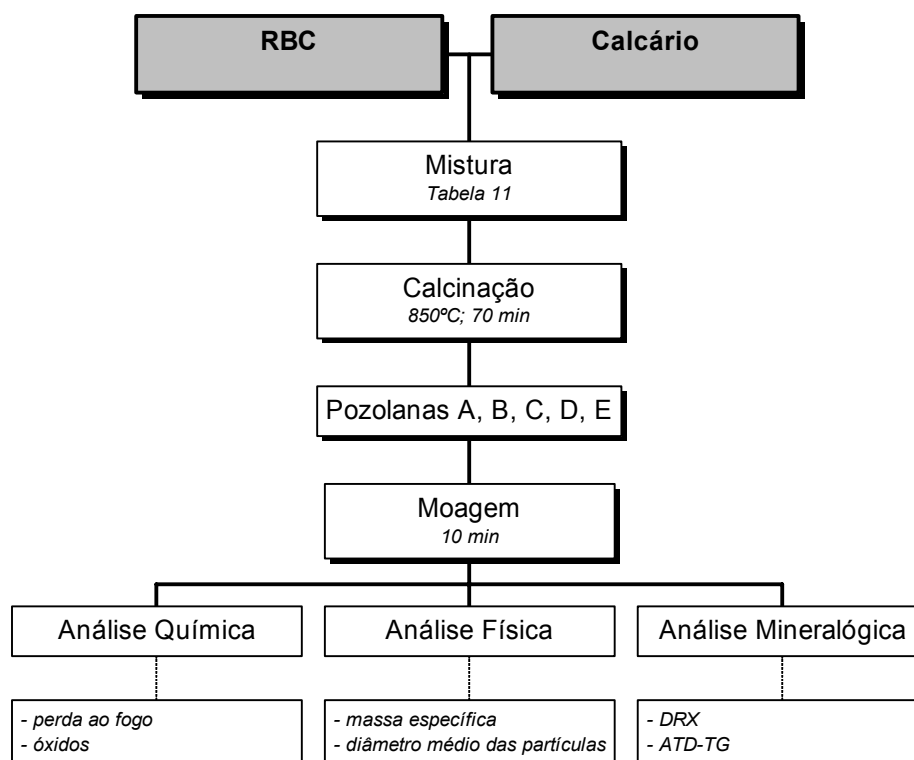 RBC
Calcário
Mistura
Tabela 11
Calcinação
850ºC; 70 min
Pozolanas A, B, C, D, E
Moagem
10 min
Análise Química
Análise Física
Análise Mineralógica
- perda ao fogo
- óxidos
- massa específica
- diâmetro médio das partículas
- DRX
- ATD-TG